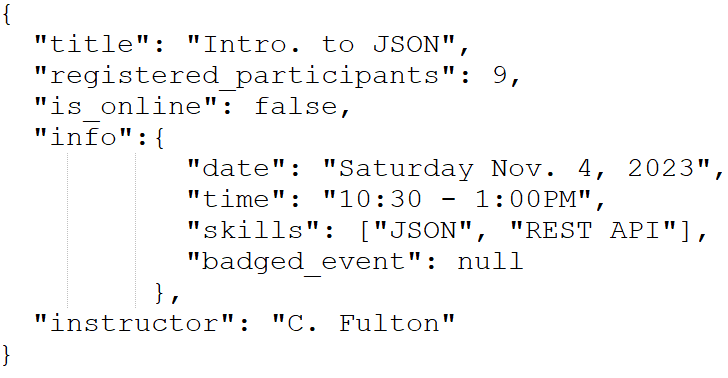 {
  "title": "Intro. to JSON",
  "registered_participants": 9,
  "is_online": false,
  "info":{
           "date": "Saturday Nov. 4, 2023",
           "time": "10:30 - 1:00PM",
           "skills": ["JSON", "REST API"],
           "badged_event": null
         },
  "instructor": "C. Fulton"
}